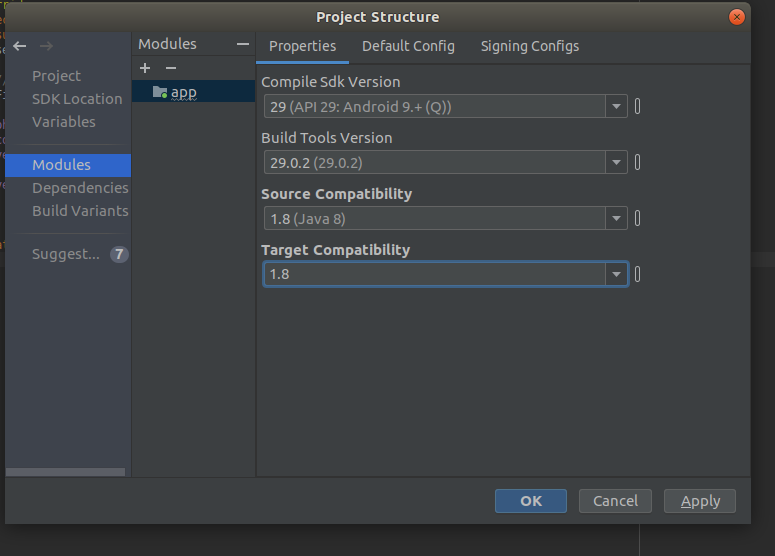 Project Structure
Modules
Properties
Default Config
Signing Configs
Project
SDK Location
Variables
Modules
Dependencies
Build Variants
Suggest... 7
app
Compile Sdk Version
29 (API 29: Android 9.+ (Q))
Build Tools Version
29.0.2 (29.0.2)
Source Compatibility
1.8 (Java 8)
Target Compatibility
1.8
OK
Cancel
Apply